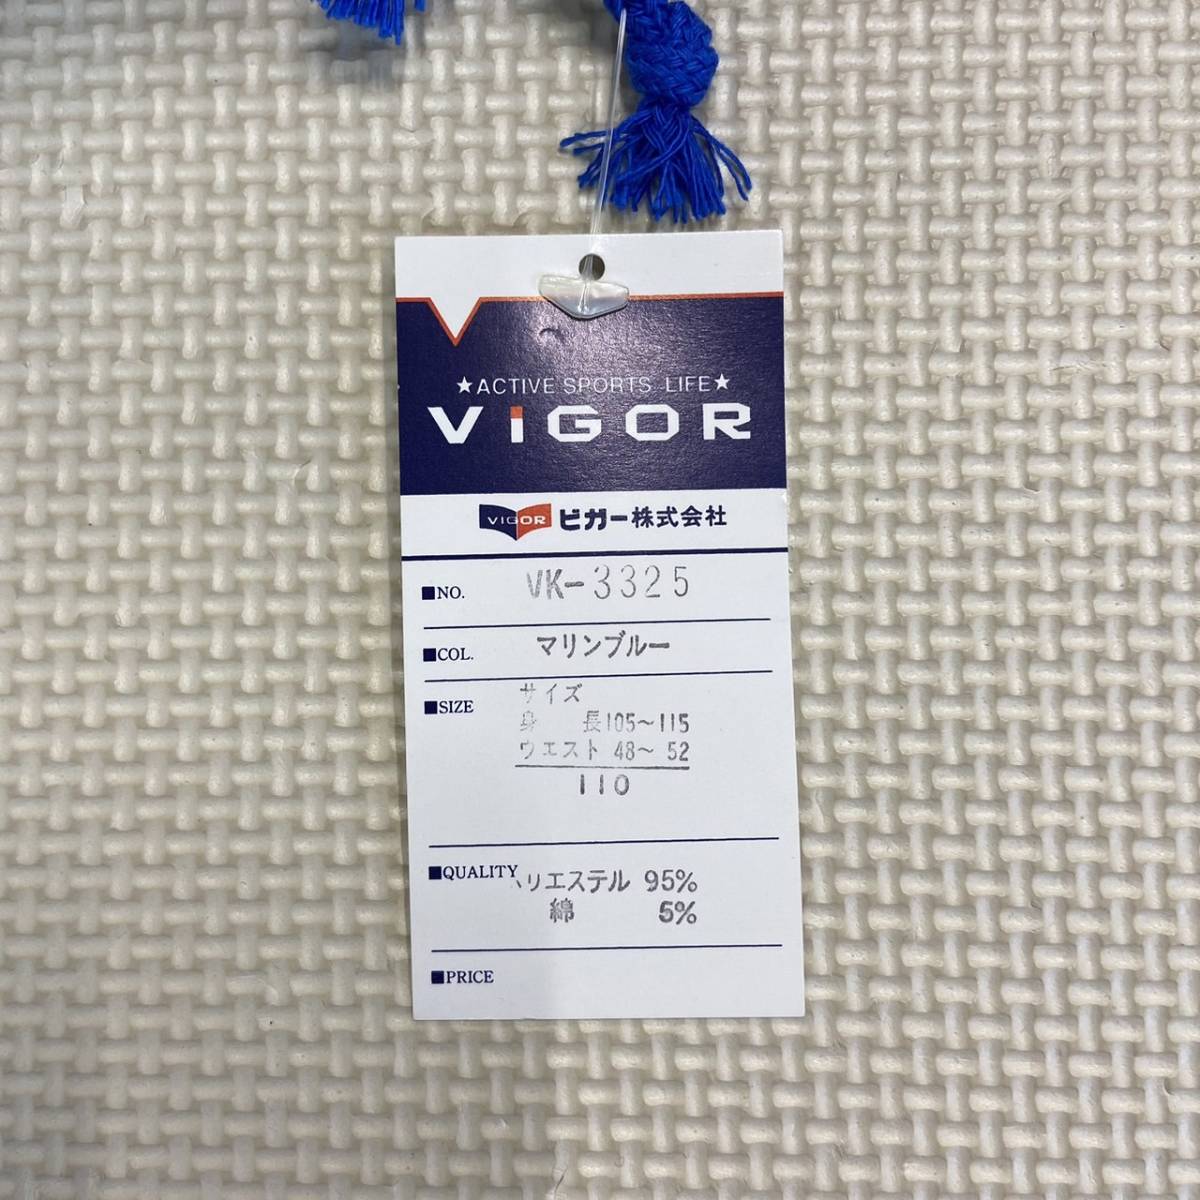 ★ACTIVE SPORTS LIFE★
ViGOR
VIGOR ビガー株式会社
■NO. VK-3325
■COL. マリンブルー
■SIZE サイズ
身 長105~115
ウエスト 48~ 52
110
■QUALITY ポリエステル 95%
綿 5%
■PRICE